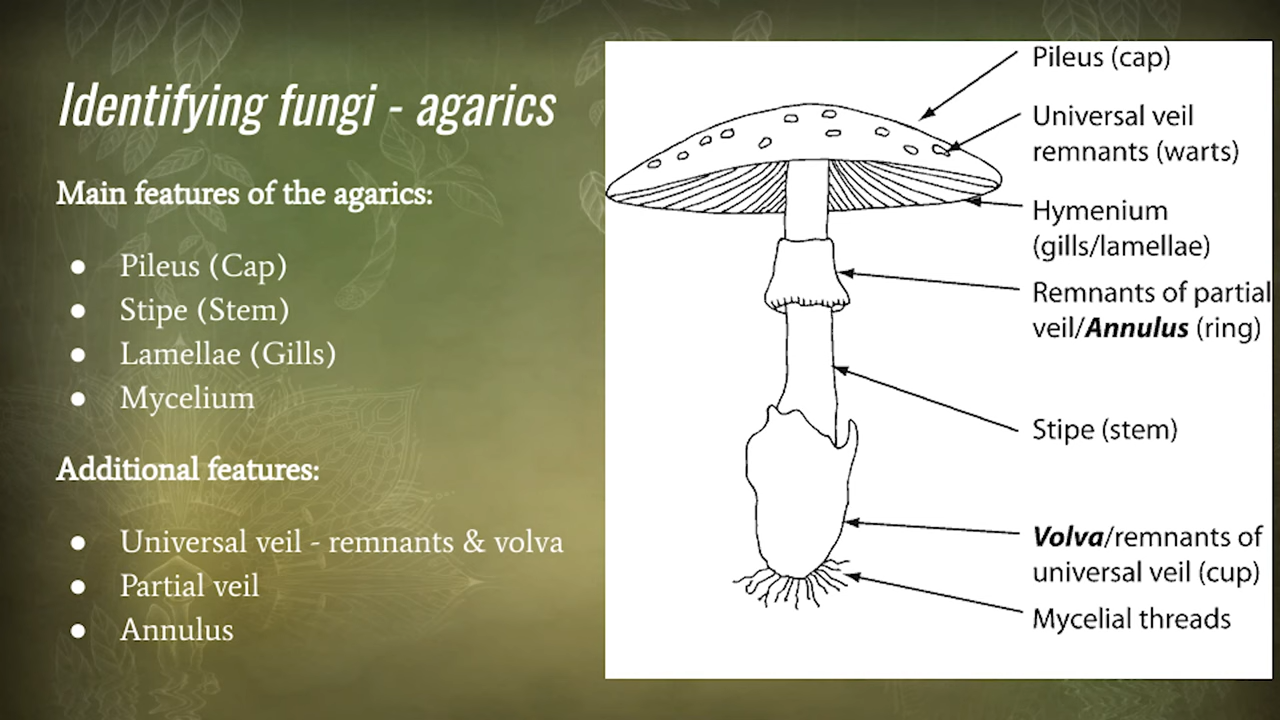 Identifying fungi - agarics
Main features of the agarics:
● Pileus (Cap)
● Stipe (Stem)
● Lamellae (Gills)
● Mycelium
Additional features:
● Universal veil - remnants & volva
● Partial veil
● Annulus
Pileus (cap)
Universal veil
remnants (warts)
Hymenium
(gills/lamellae)
Remnants of partial
veil/Annulus (ring)
Stipe (stem)
Volva/remnants of
universal veil (cup)
Mycelial threads